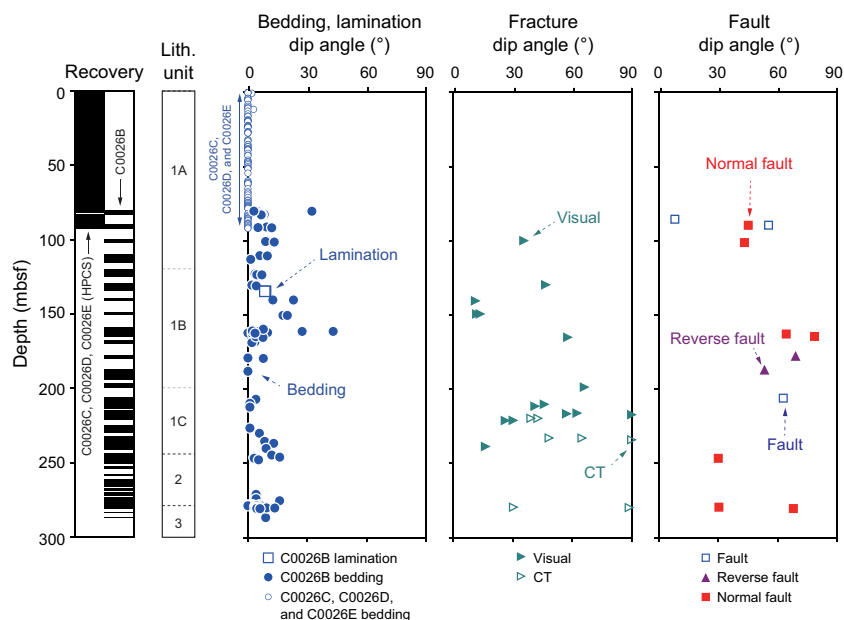 Bedding, lamination
dip angle (°)
Fracture
dip angle (°)
Fault
dip angle (°)
Recovery
Lith.
unit
0 30 60 90
0 30 60 90
0 30 60 90
Depth (mbsf)
0
50
100
150
200
250
300
C0026C, C0026D, C0026E (HPCS)
C0026B
1A
1B
1C
2
3
C0026C,
C0026D, and C0026E
Lamination
Bedding
Visual
CT
Normal fault
Reverse fault
Fault
C0026B lamination
C0026B bedding
C0026C, C0026D,
and C0026E bedding
Visual
CT
Fault
Reverse fault
Normal fault